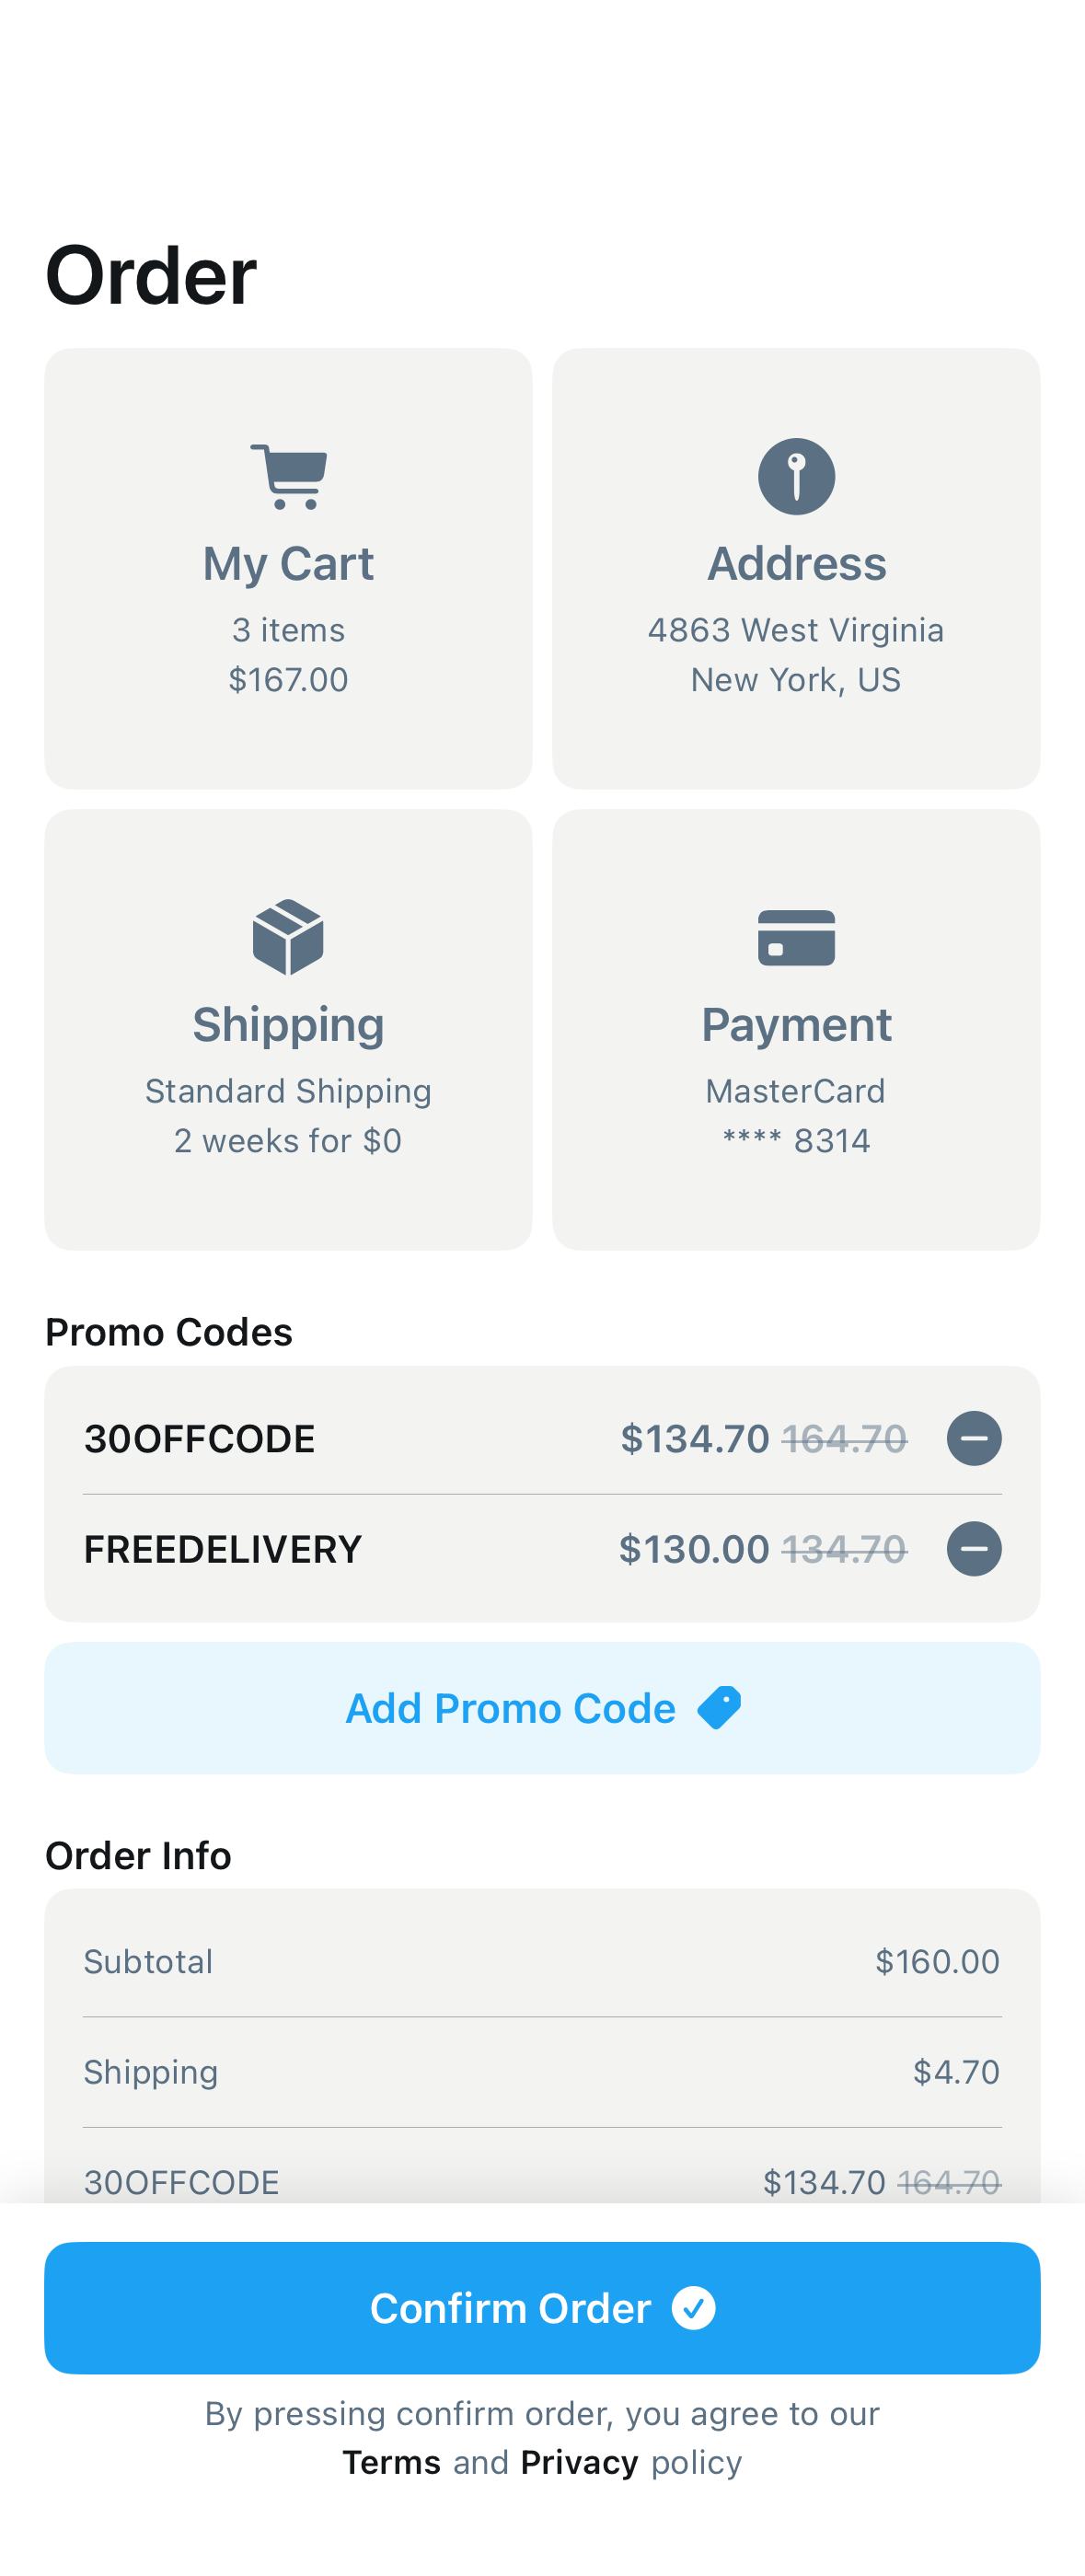 Order
My Cart
3 items
$167.00
Address
4863 West Virginia
New York, US
Shipping
Standard Shipping
2 weeks for $0
Payment
MasterCard
**** 8314
Promo Codes
30OFFCODE $134.70 164.70
FREEDELIVERY $130.00 134.70
Add Promo Code
Order Info
Subtotal $160.00
Shipping $4.70
30OFFCODE $134.70 164.70
Confirm Order
By pressing confirm order, you agree to our
Terms and Privacy policy